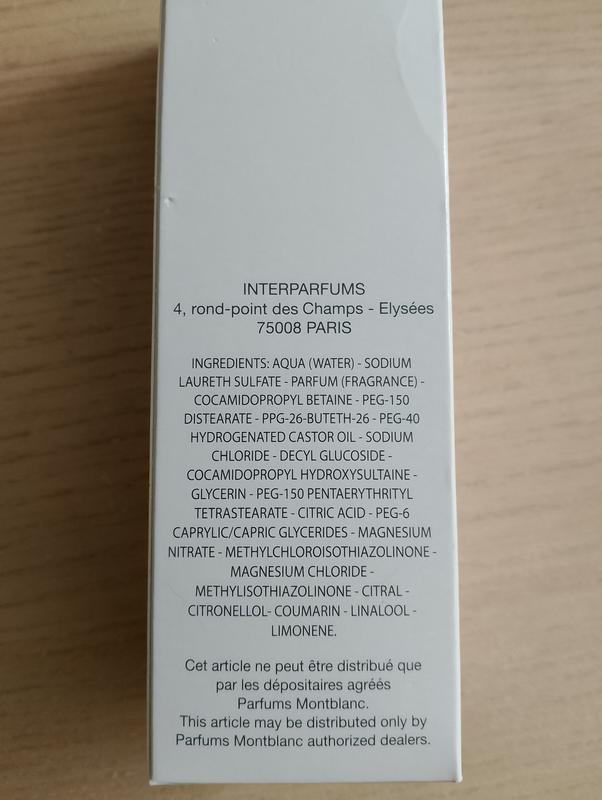 INTERPARFUMS
4, rond-point des Champs - Elysées
75008 PARIS
INGREDIENTS: AQUA (WATER) - SODIUM
LAURETH SULFATE - PARFUM (FRAGRANCE) -
COCAMIDOPROPYL BETAINE - PEG-150
DISTEARATE - PPG-26-BUTETH-26 - PEG-40
HYDROGENATED CASTOR OIL - SODIUM
CHLORIDE - DECYL GLUCOSIDE -
COCAMIDOPROPYL HYDROXYSULTAINE -
GLYCERIN - PEG-150 PENTAERYTHRITYL
TETRASTEARATE - CITRIC ACID - PEG-6
CAPRYLIC/CAPRIC GLYCERIDES - MAGNESIUM
NITRATE - METHYLCHLOROISOTHIAZOLINONE -
MAGNESIUM CHLORIDE -
METHYLISOTHIAZOLINONE - CITRAL -
CITRONELLOL- COUMARIN - LINALOOL -
LIMONENE.
Cet article ne peut être distribué que
par les dépositaires agréés
Parfums Montblanc.
This article may be distributed only by
Parfums Montblanc authorized dealers.